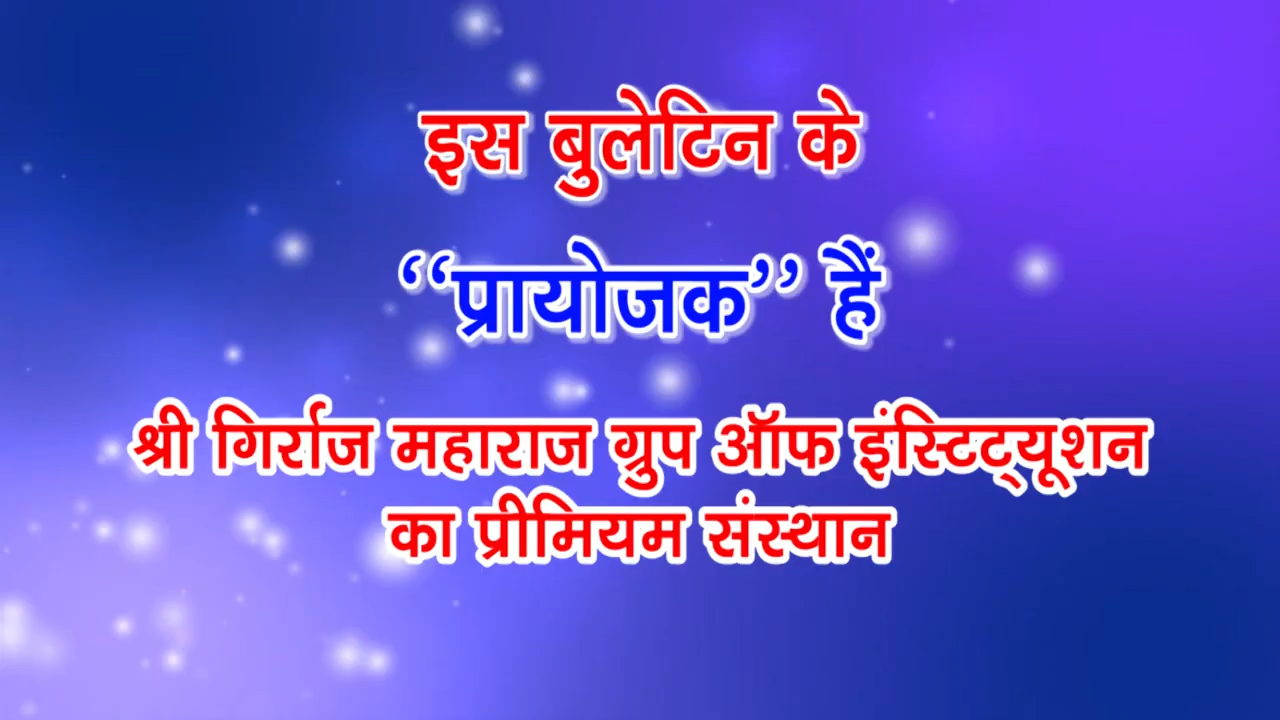 इस बुलेटिन के
“प्रायोजक” हैं
श्री गिर्राज महाराज ग्रुप ऑफ इंस्टिट्यूशन
का प्रीमियम संस्थान